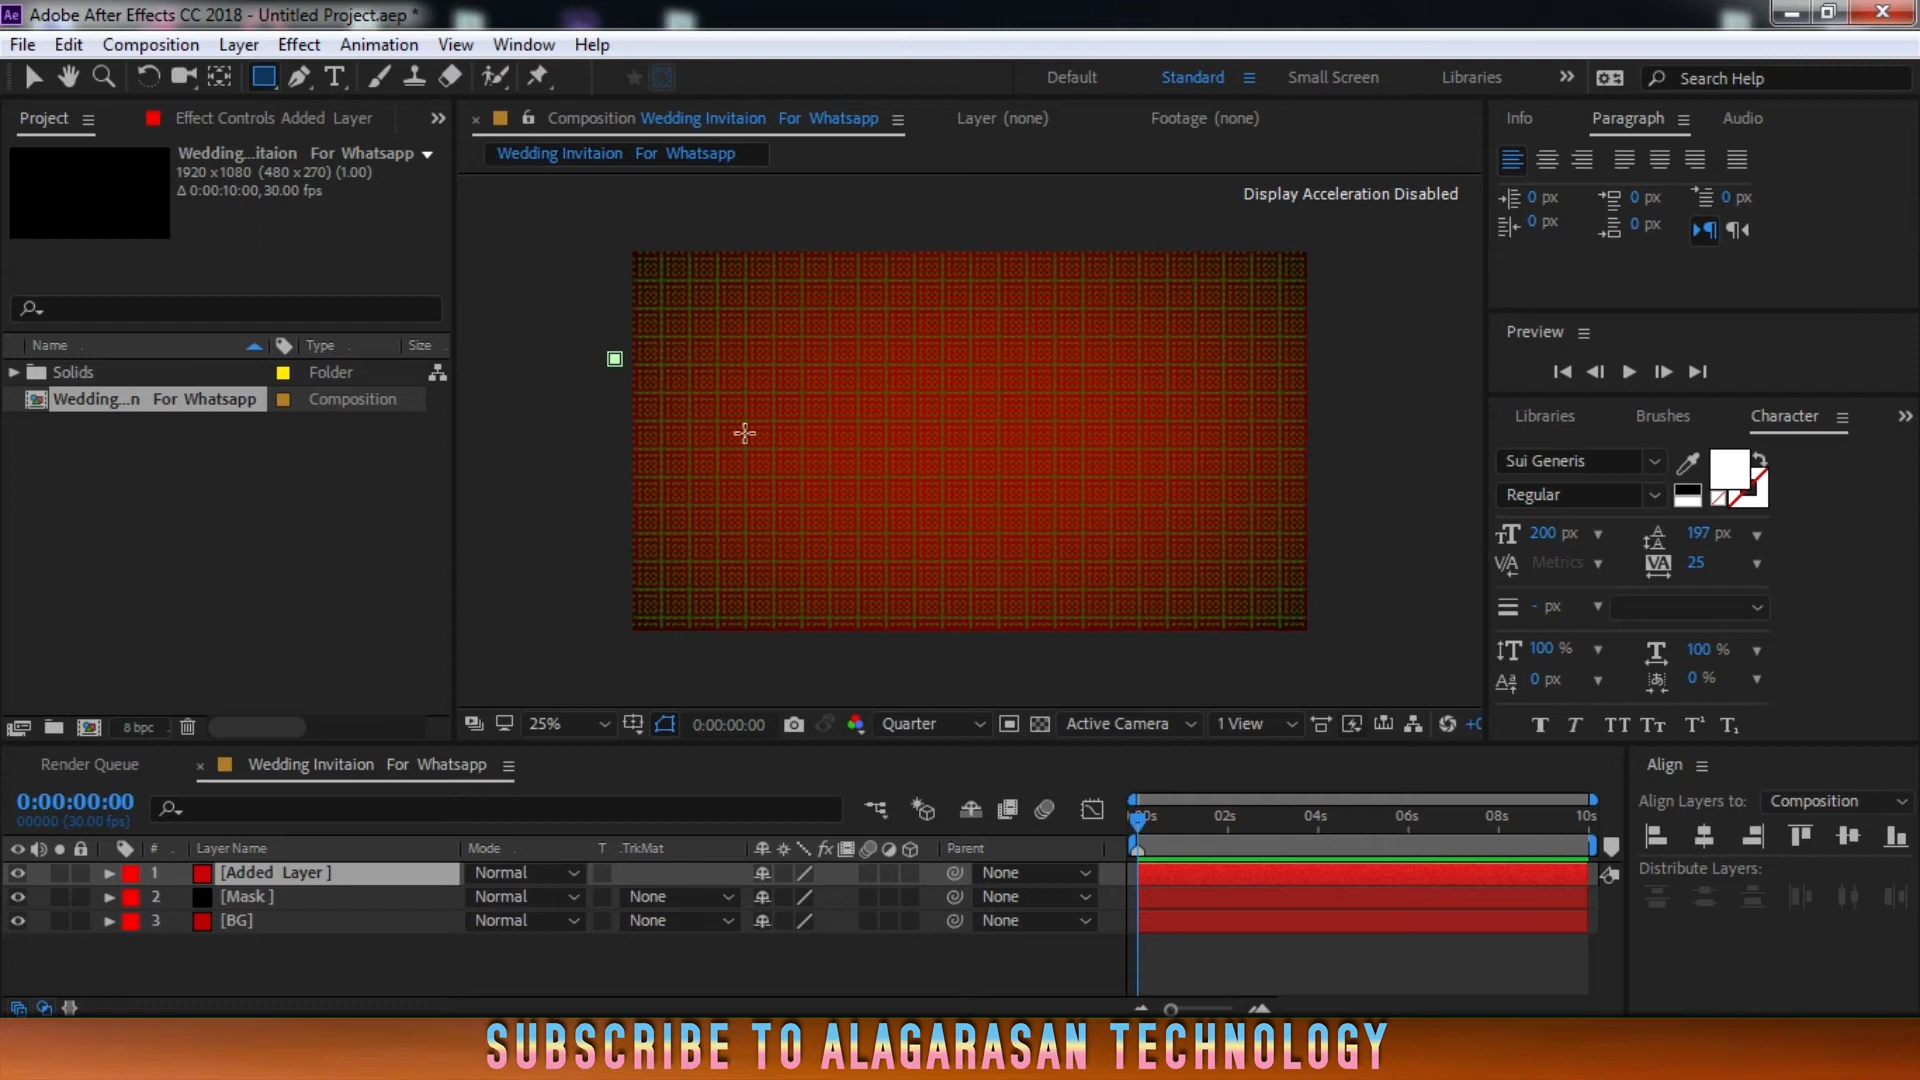 Adobe After Effects CC 2018 - Untitled Project.aep *
File Edit Composition Layer Effect Animation View Window Help
Default Standard Small Screen Libraries Search Help
Project Effect Controls Added Layer
Wedding...itaion For Whatsapp
1920 x1080 (480 x270) (1.00)
Δ 0:00:10:00, 30.00 fps
Name Type Size
Solids Folder
Wedding...n For Whatsapp Composition
8 bpc
Composition Wedding Invitaion For Whatsapp Layer (none) Footage (none)
Wedding Invitaion For Whatsapp
Display Acceleration Disabled
25% 0:00:00:00 Quarter Active Camera 1 View +0
Info Paragraph Audio
0 px 0 px 0 px
0 px 0 px
Preview
Libraries Brushes Character
Sui Generis
Regular
200 px 197 px
Metrics 25
- px
100 % 100 %
0 px 0 %
Render Queue Wedding Invitaion For Whatsapp
0:00:00:00
00000 (30.00 fps)
# Layer Name Mode T .TrkMat Parent
1 [Added Layer ] Normal None
2 [Mask ] Normal None None
3 [BG] Normal None None
02s 04s 06s 08s 10s
Align
Align Layers to: Composition
Distribute Layers:
SUBSCRIBE TO ALAGARASAN TECHNOLOGY